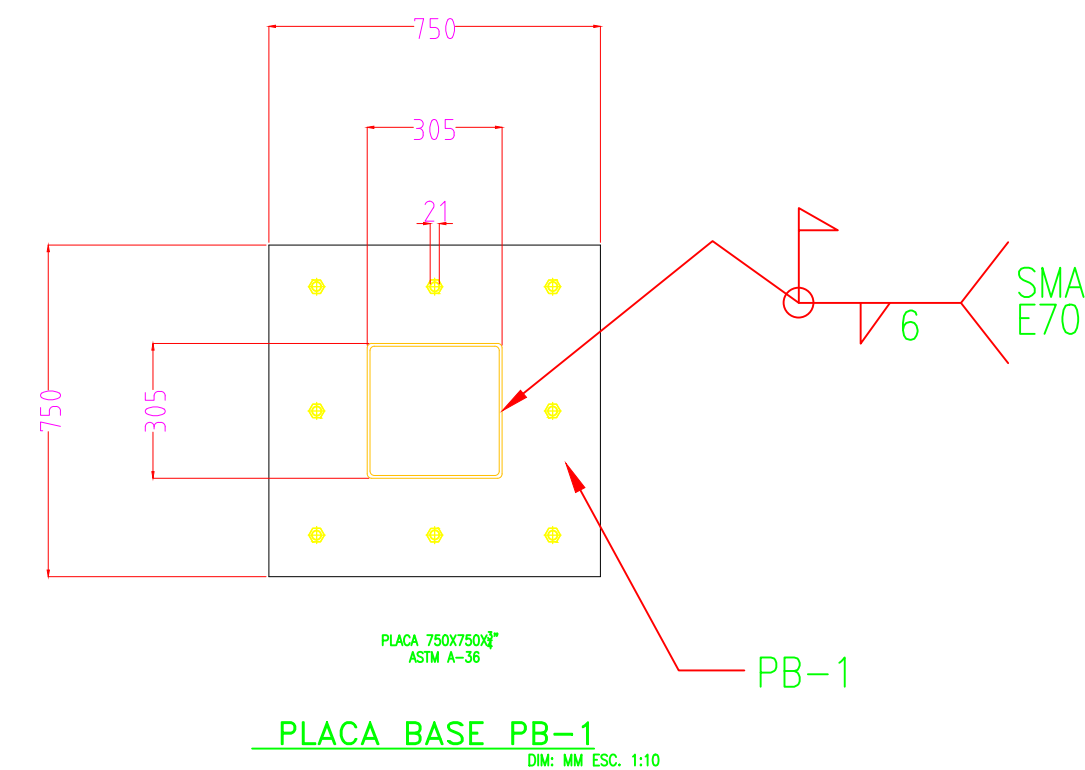 750
305
21
750
305
6
SMA
E70
PLACA 750X750X3/4"
ASTM A-36
PB-1
PLACA BASE PB-1
DIM: MM ESC. 1:10